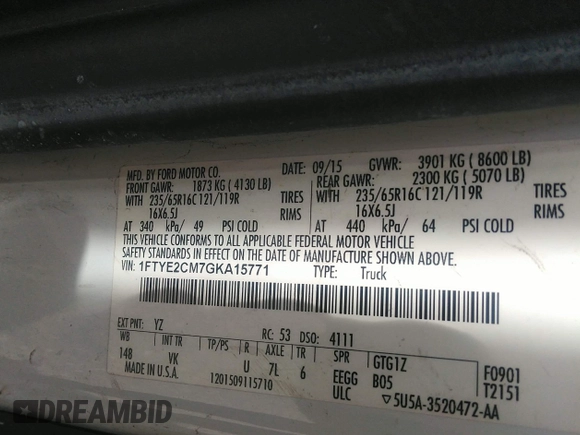 MFD. BY FORD MOTOR CO. DATE: 09/15 GVWR: 3901 KG ( 8600 LB)
FRONT GAWR: 1873 KG ( 4130 LB) REAR GAWR: 2300 KG ( 5070 LB)
WITH 235/65R16C 121/119R TIRES WITH 235/65R16C 121/119R TIRES
16X6.5J RIMS 16X6.5J RIMS
AT 340 kPa/ 49 PSI COLD AT 440 kPa/ 64 PSI COLD
THIS VEHICLE CONFORMS TO ALL APPLICABLE FEDERAL MOTOR VEHICLE
SAFETY STANDARDS IN EFFECT ON THE DATE OF MANUFACTURE SHOWN ABOVE.
VIN: 1FTYE2CM7GKA15771 TYPE: Truck
EXT PNT: YZ RC: 53 DSO: 4111
WB INT TR TP/PS R AXLE TR SPR GTG1Z F0901
148 VK U 7L 6 EEGG B05 T2151
MADE IN U.S.A. 1201509115710 ULC ▽5U5A-3520472-AA
DREAMBID